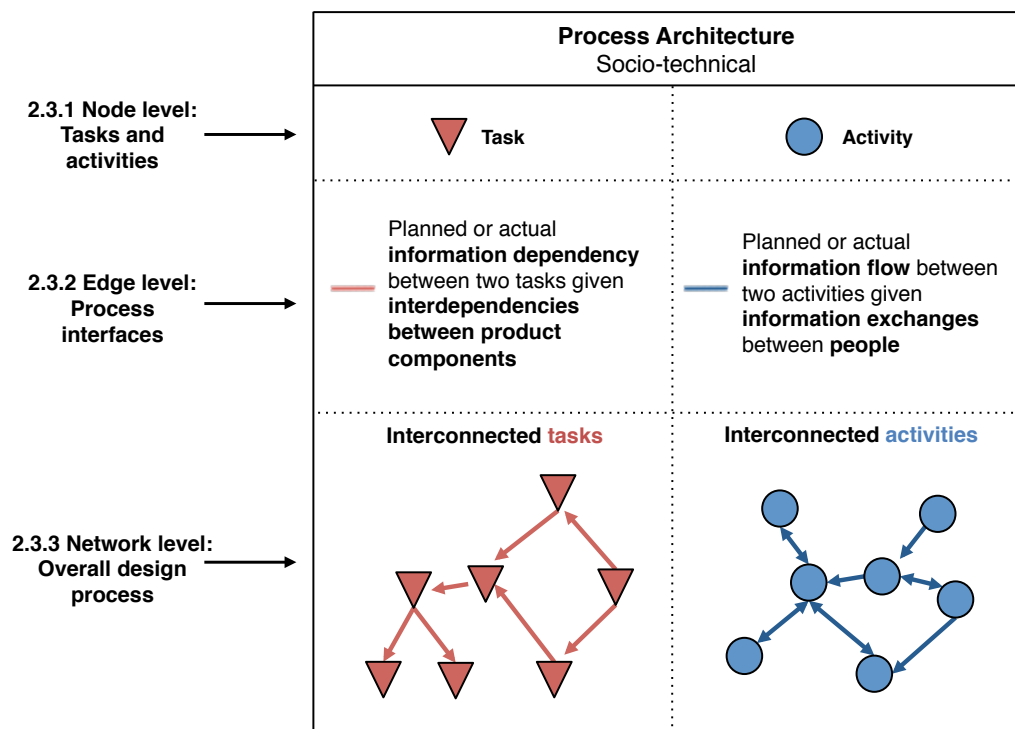 Process Architecture
Socio-technical
2.3.1 Node level:
Tasks and
activities
Task
Activity
2.3.2 Edge level:
Process
interfaces
Planned or actual
information dependency
between two tasks given
interdependencies
between product
components
Planned or actual
information flow between
two activities given
information exchanges
between people
2.3.3 Network level:
Overall design
process
Interconnected tasks
Interconnected activities